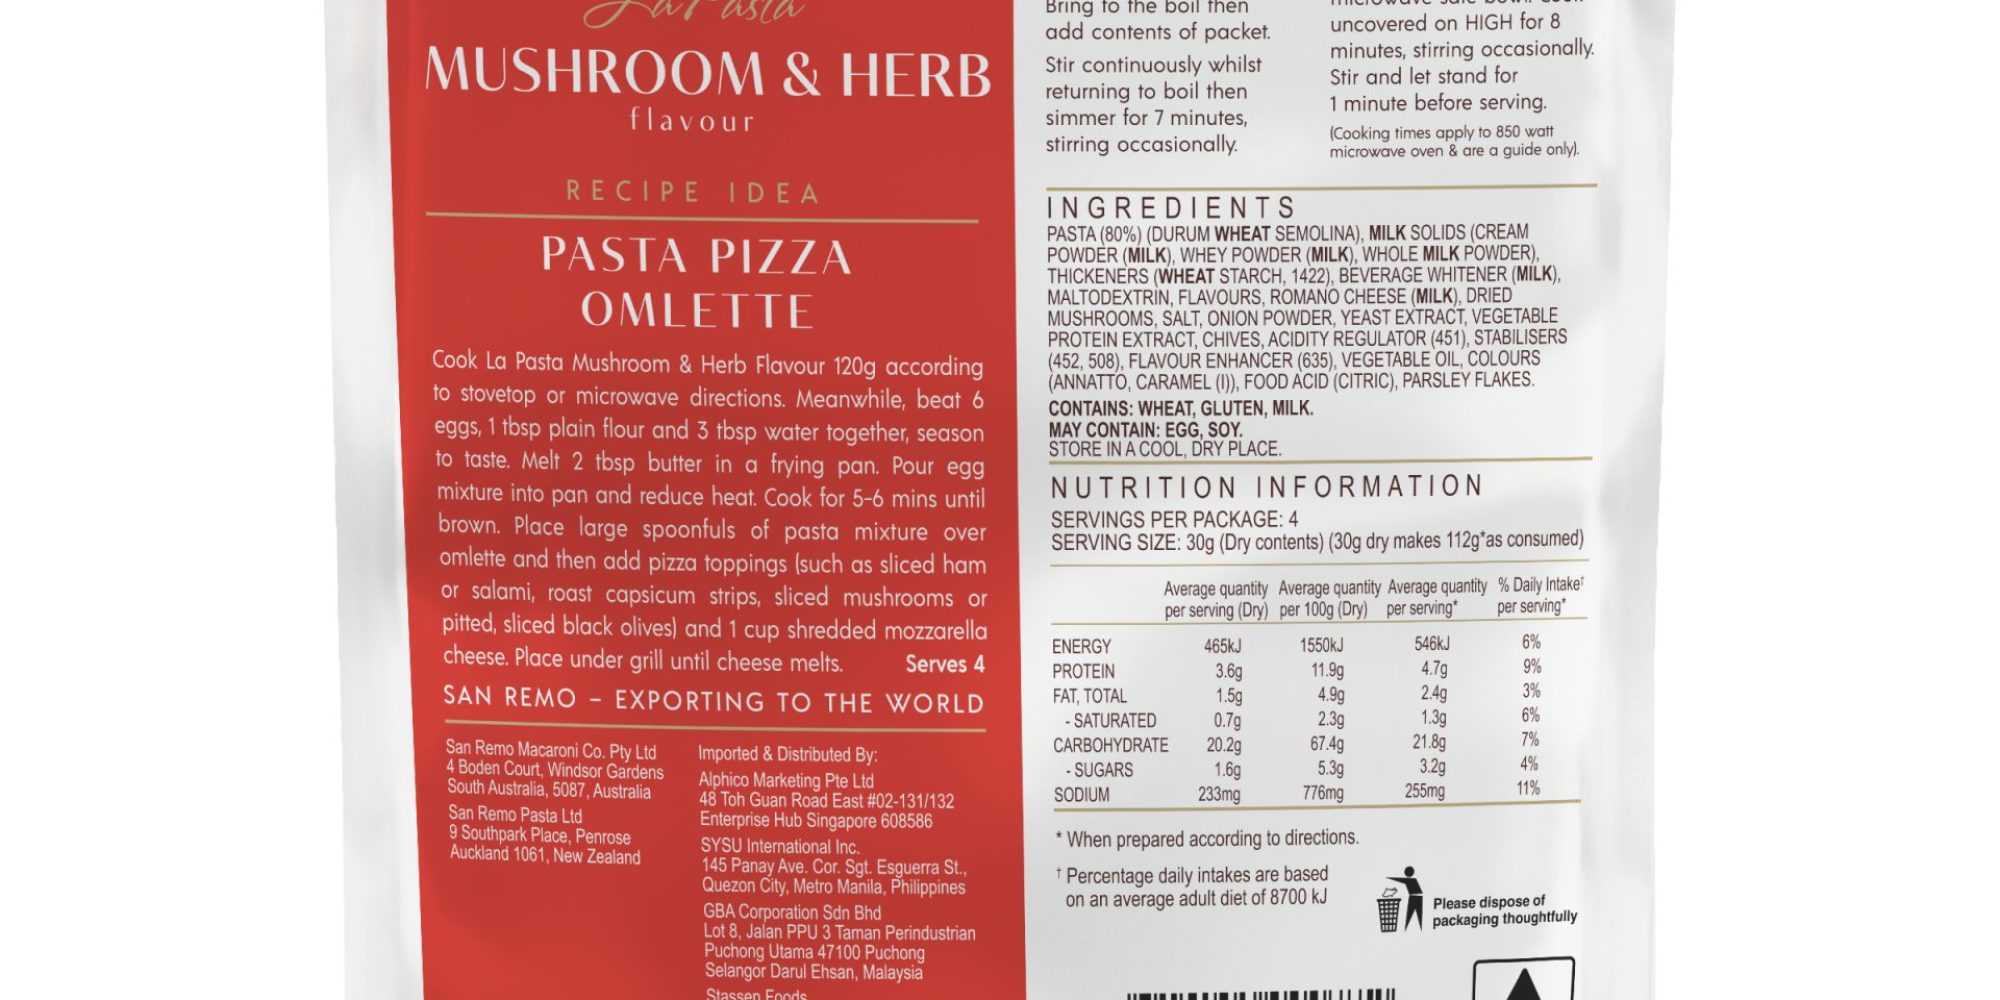 La Pasta
MUSHROOM & HERB
flavour
RECIPE IDEA
PASTA PIZZA
OMLETTE
Cook La Pasta Mushroom & Herb Flavour 120g according
to stovetop or microwave directions. Meanwhile, beat 6
eggs, 1 tbsp plain flour and 3 tbsp water together, season
to taste. Melt 2 tbsp butter in a frying pan. Pour egg
mixture into pan and reduce heat. Cook for 5-6 mins until
brown. Place large spoonfuls of pasta mixture over
omlette and then add pizza toppings (such as sliced ham
or salami, roast capsicum strips, sliced mushrooms or
pitted, sliced black olives) and 1 cup shredded mozzarella
cheese. Place under grill until cheese melts. Serves 4
SAN REMO – EXPORTING TO THE WORLD
San Remo Macaroni Co. Pty Ltd
4 Boden Court, Windsor Gardens
South Australia, 5087, Australia
San Remo Pasta Ltd
9 Southpark Place, Penrose
Auckland 1061, New Zealand
Imported & Distributed By:
Alphico Marketing Pte Ltd
48 Toh Guan Road East #02-131/132
Enterprise Hub Singapore 608586
SYSU International Inc.
145 Panay Ave. Cor. Sgt. Esguerra St.,
Quezon City, Metro Manila, Philippines
GBA Corporation Sdn Bhd
Lot 8, Jalan PPU 3 Taman Perindustrian
Puchong Utama 47100 Puchong
Selangor Darul Ehsan, Malaysia
Stassen Foods
Bring to the boil then
add contents of packet.
Stir continuously whilst
returning to boil then
simmer for 7 minutes,
stirring occasionally.
microwave safe bowl. Cook
uncovered on HIGH for 8
minutes, stirring occasionally.
Stir and let stand for
1 minute before serving.
(Cooking times apply to 850 watt
microwave oven & are a guide only).
INGREDIENTS
PASTA (80%) (DURUM WHEAT SEMOLINA), MILK SOLIDS (CREAM
POWDER (MILK), WHEY POWDER (MILK), WHOLE MILK POWDER),
THICKENERS (WHEAT STARCH, 1422), BEVERAGE WHITENER (MILK),
MALTODEXTRIN, FLAVOURS, ROMANO CHEESE (MILK), DRIED
MUSHROOMS, SALT, ONION POWDER, YEAST EXTRACT, VEGETABLE
PROTEIN EXTRACT, CHIVES, ACIDITY REGULATOR (451), STABILISERS
(452, 508), FLAVOUR ENHANCER (635), VEGETABLE OIL, COLOURS
(ANNATTO, CARAMEL (I)), FOOD ACID (CITRIC), PARSLEY FLAKES.
CONTAINS: WHEAT, GLUTEN, MILK.
MAY CONTAIN: EGG, SOY.
STORE IN A COOL, DRY PLACE.
NUTRITION INFORMATION
SERVINGS PER PACKAGE: 4
SERVING SIZE: 30g (Dry contents) (30g dry makes 112g*as consumed)
Average quantity Average quantity Average quantity % Daily Intake†
per serving (Dry) per 100g (Dry) per serving* per serving*
ENERGY 465kJ 1550kJ 546kJ 6%
PROTEIN 3.6g 11.9g 4.7g 9%
FAT, TOTAL 1.5g 4.9g 2.4g 3%
- SATURATED 0.7g 2.3g 1.3g 6%
CARBOHYDRATE 20.2g 67.4g 21.8g 7%
- SUGARS 1.6g 5.3g 3.2g 4%
SODIUM 233mg 776mg 255mg 11%
* When prepared according to directions.
† Percentage daily intakes are based
on an average adult diet of 8700 kJ
Please dispose of
packaging thoughtfully